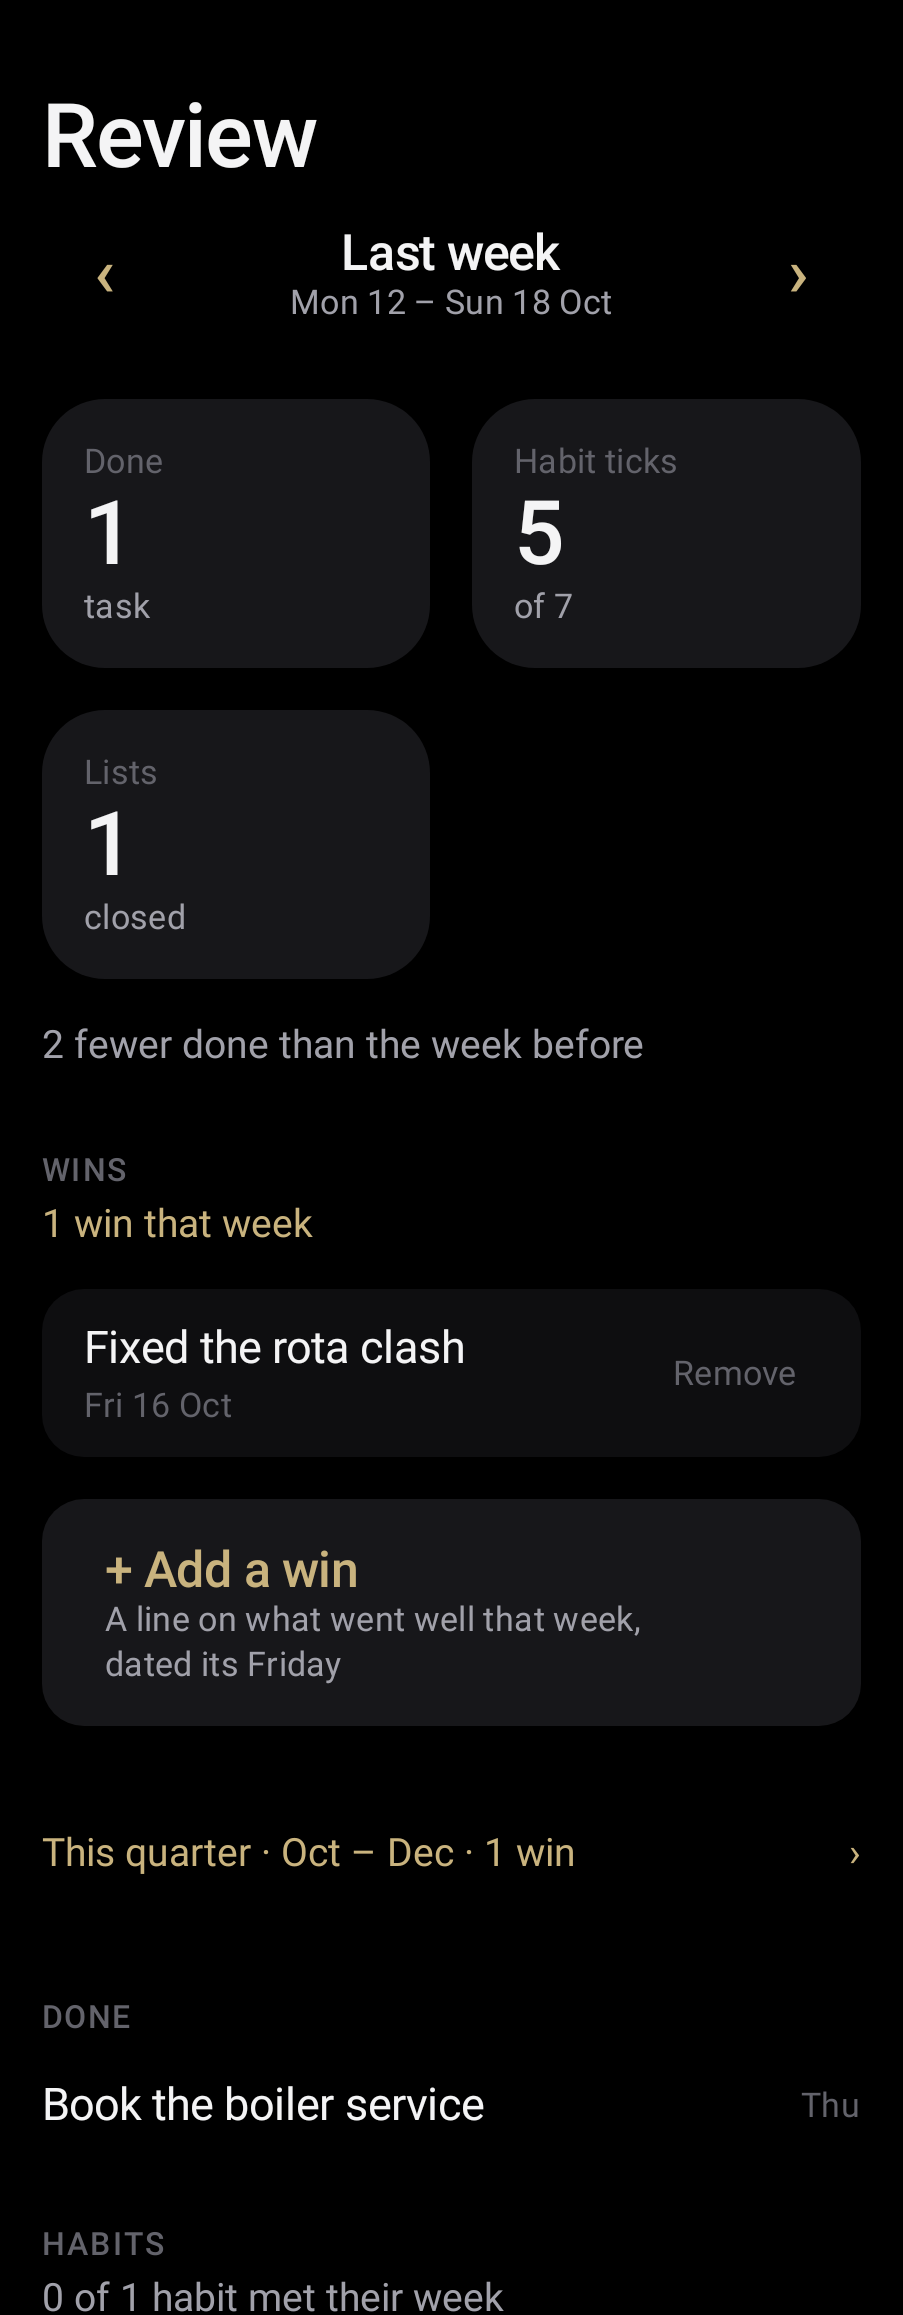 Review
‹
Last week
›
Mon 12 – Sun 18 Oct
Done
1
task
Habit ticks
5
of 7
Lists
1
closed
2 fewer done than the week before
WINS
1 win that week
Fixed the rota clash
Fri 16 Oct
Remove
+ Add a win
A line on what went well that week,
dated its Friday
This quarter · Oct – Dec · 1 win ›
DONE
Book the boiler service Thu
HABITS
0 of 1 habit met their week